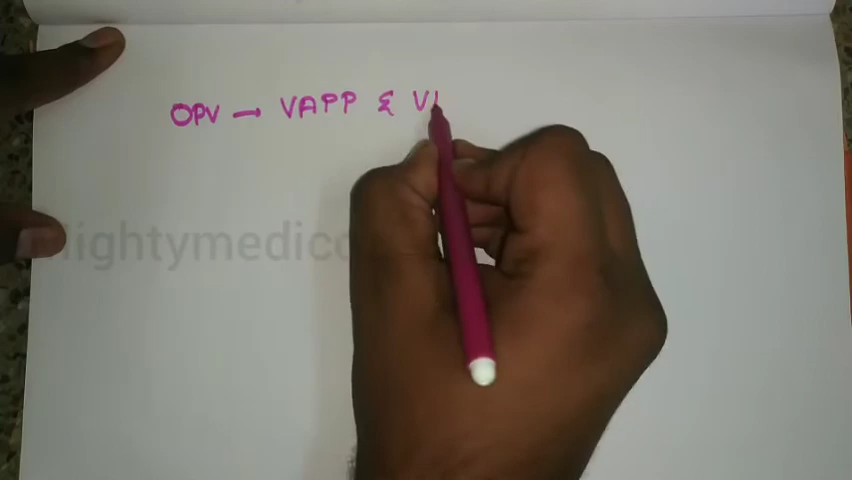 OPV → VAPP & V